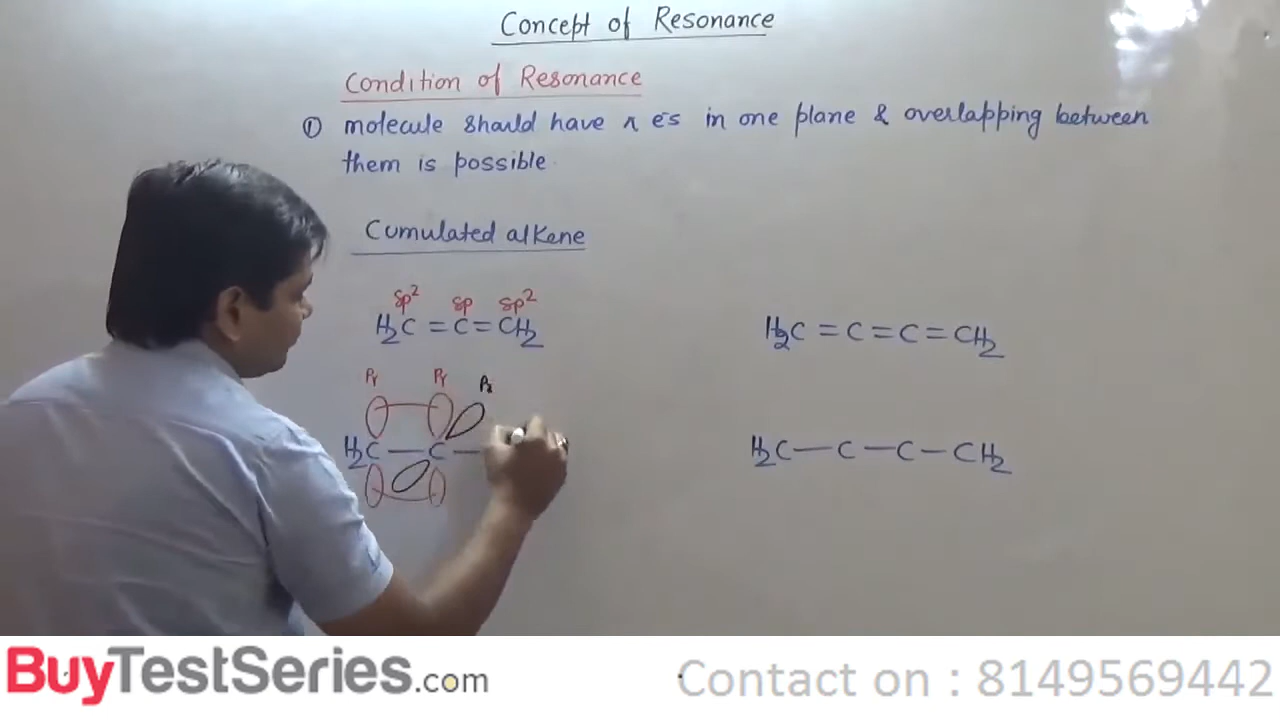 Concept of Resonance
Condition of Resonance
① molecule should have π e⁻s in one plane & overlapping between
them is possible.
Cumulated alkene
sp² sp sp²
H₂C = C = CH₂
H₂C = C = C = CH₂
Py Py Pz
H₂C — C —
H₂C — C — C — CH₂
BuyTestSeries.com
Contact on : 8149569442